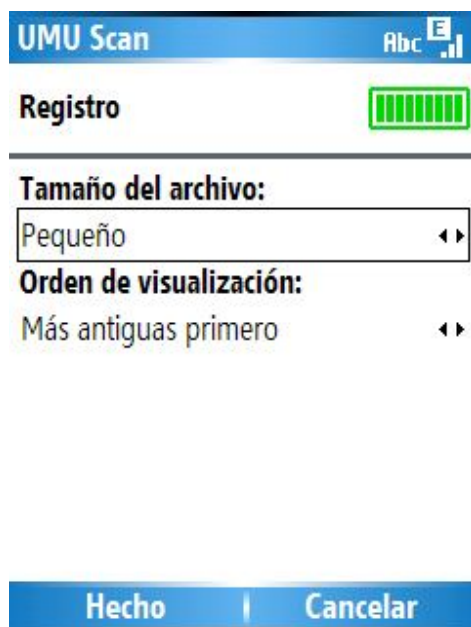 UMU Scan Abc E
Registro
Tamaño del archivo:
Pequeño
Orden de visualización:
Más antiguas primero
Hecho Cancelar